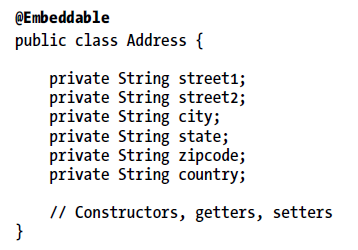 @Embeddable
public class Address {
private String street1;
private String street2;
private String city;
private String state;
private String zipcode;
private String country;
// Constructors, getters, setters
}